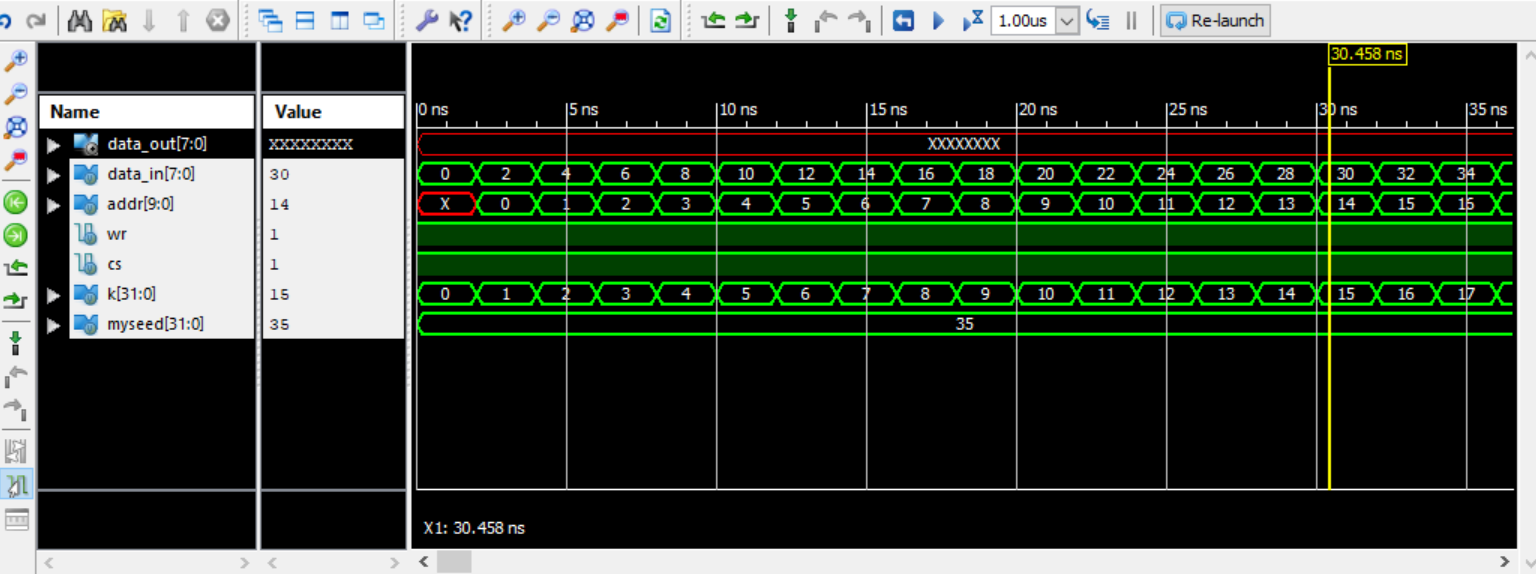 1.00us Re-launch
30.458 ns
Name Value
0 ns 5 ns 10 ns 15 ns 20 ns 25 ns 30 ns 35 ns
data_out[7:0] XXXXXXXX XXXXXXXX
data_in[7:0] 30 0 2 4 6 8 10 12 14 16 18 20 22 24 26 28 30 32 34
addr[9:0] 14 X 0 1 2 3 4 5 6 7 8 9 10 11 12 13 14 15 16
wr 1
cs 1
k[31:0] 15 0 1 2 3 4 5 6 7 8 9 10 11 12 13 14 15 16 17
myseed[31:0] 35 35
X1: 30.458 ns